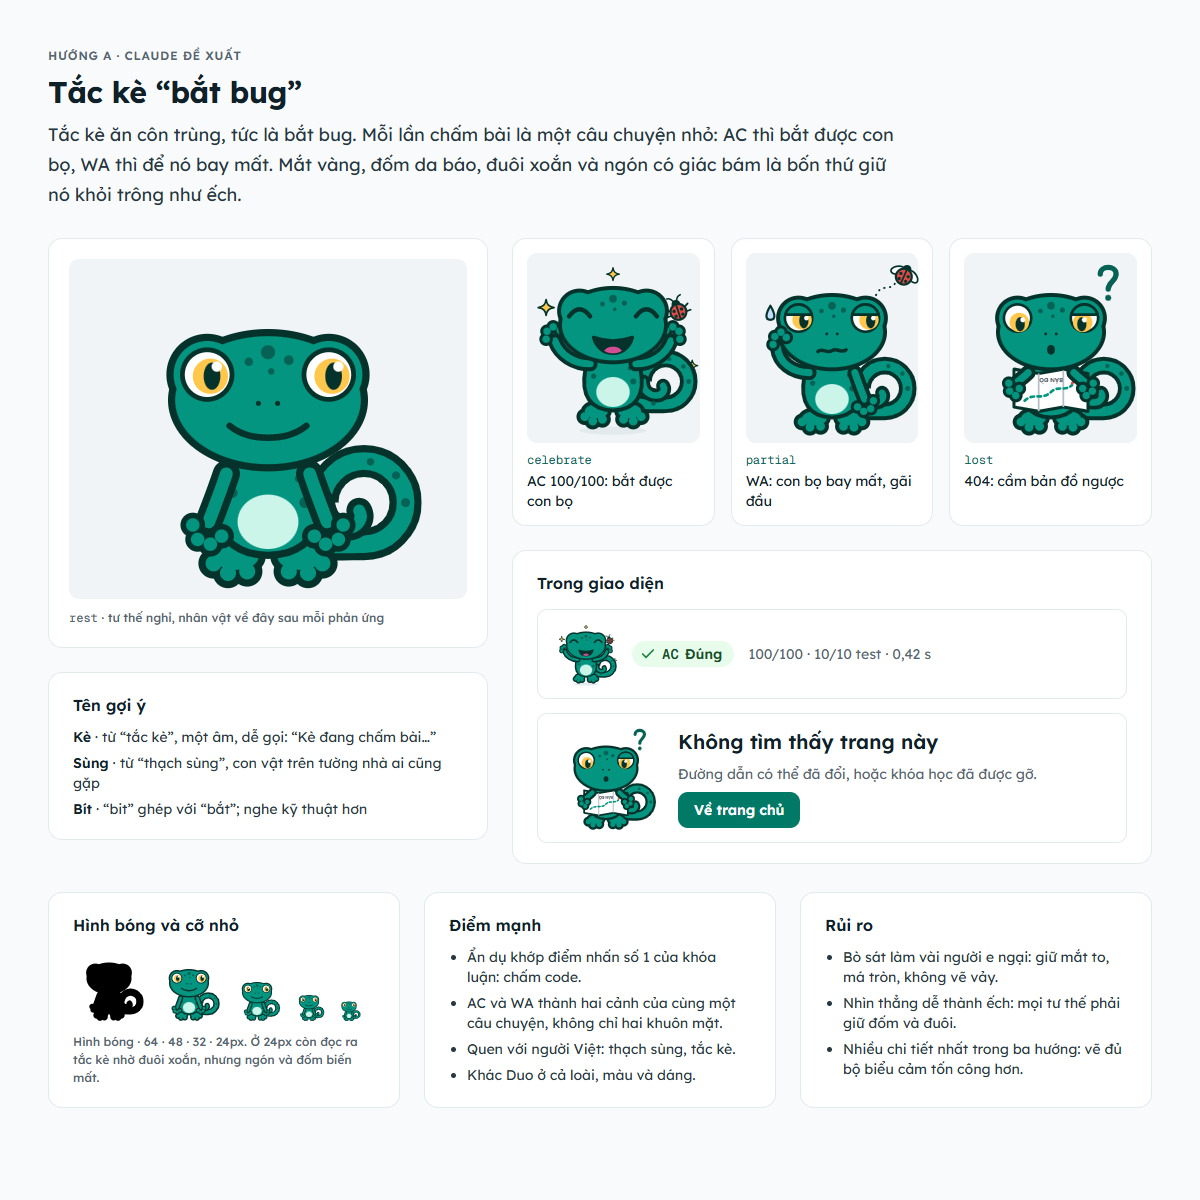 HƯỚNG A · CLAUDE ĐỀ XUẤT
Tắc kè “bắt bug”
Tắc kè ăn côn trùng, tức là bắt bug. Mỗi lần chấm bài là một câu chuyện nhỏ: AC thì bắt được con
bọ, WA thì để nó bay mất. Mắt vàng, đốm da báo, đuôi xoắn và ngón có giác bám là bốn thứ giữ
nó khỏi trông như ếch.
rest · tư thế nghỉ, nhân vật về đây sau mỗi phản ứng
celebrate
AC 100/100: bắt được
con bọ
partial
WA: con bọ bay mất, gãi
đầu
?
BẢN ĐỒ
lost
404: cầm bản đồ ngược
Tên gợi ý
Kè · từ “tắc kè”, một âm, dễ gọi: “Kè đang chấm bài…”
Sùng · từ “thạch sùng”, con vật trên tường nhà ai cũng
gặp
Bít · “bit” ghép với “bắt”; nghe kỹ thuật hơn
Trong giao diện
AC Đúng
100/100 · 10/10 test · 0,42 s
?
Không tìm thấy trang này
Đường dẫn có thể đã đổi, hoặc khóa học đã được gỡ.
Về trang chủ
Hình bóng và cỡ nhỏ
Hình bóng · 64 · 48 · 32 · 24px. Ở 24px còn đọc ra
tắc kè nhờ đuôi xoắn, nhưng ngón và đốm biến
mất.
Điểm mạnh
• Ẩn dụ khớp điểm nhấn số 1 của khóa
luận: chấm code.
• AC và WA thành hai cảnh của cùng một
câu chuyện, không chỉ hai khuôn mặt.
• Quen với người Việt: thạch sùng, tắc kè.
• Khác Duo ở cả loài, màu và dáng.
Rủi ro
• Bò sát làm vài người e ngại: giữ mắt to,
má tròn, không vẽ vảy.
• Nhìn thẳng dễ thành ếch: mọi tư thế phải
giữ đốm và đuôi.
• Nhiều chi tiết nhất trong ba hướng: vẽ đủ
bộ biểu cảm tốn công hơn.